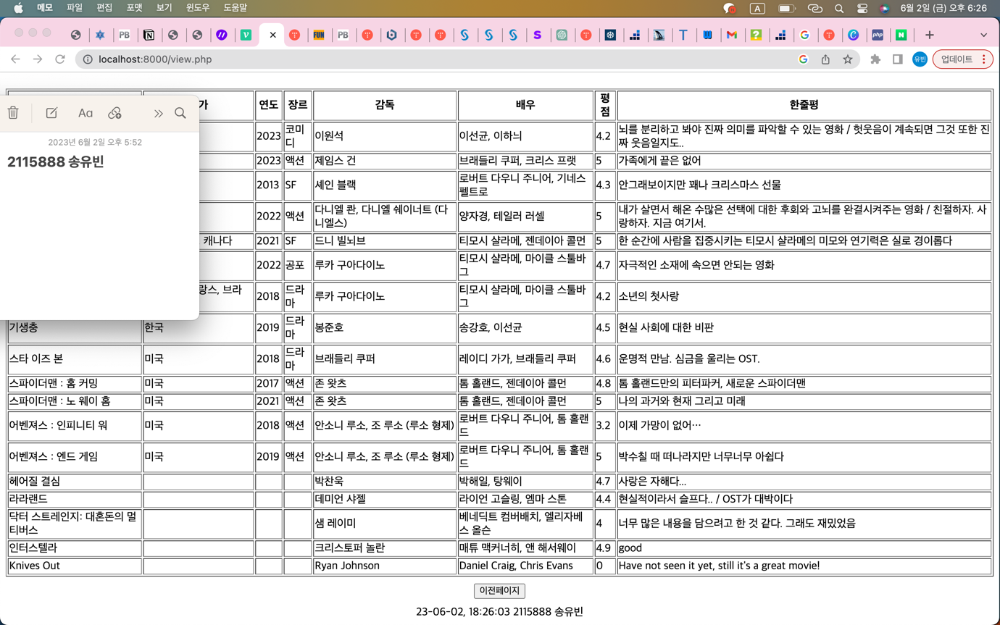 메모 파일 편집 포맷 보기 윈도우 도움말 A 6월 2일 (금) 오후 6:26
PB N FUN PB S S S S T W G php N
localhost:8000/view.php 유빈 업데이트
가 연도 장르 감독 배우 평점 한줄평
Aa
2023년 6월 2일 오후 5:52
2115888 송유빈
2023 코미디 이원석 이선균, 이하늬 4.2 뇌를 분리하고 봐야 진짜 의미를 파악할 수 있는 영화 / 헛웃음이 계속되면 그것 또한 진짜 웃음일지도..
2023 액션 제임스 건 브래들리 쿠퍼, 크리스 프랫 5 가족에게 끝은 없어
2013 SF 셰인 블랙 로버트 다우니 주니어, 기네스 펠트로 4.3 안그래보이지만 꽤나 크리스마스 선물
2022 액션 다니엘 콴, 다니엘 쉐이너트 (다니엘스) 양자경, 테일러 러셀 5 내가 살면서 해온 수많은 선택에 대한 후회와 고뇌를 완결시켜주는 영화 / 친절하자. 사랑하자. 지금 여기서.
캐나다 2021 SF 드니 빌뇌브 티모시 샬라메, 젠데이아 콜먼 5 한 순간에 사람을 집중시키는 티모시 샬라메의 미모와 연기력은 실로 경이롭다
2022 공포 루카 구아다이노 티모시 샬라메, 마이클 스툴바그 4.7 자극적인 소재에 속으면 안되는 영화
랑스, 브라 2018 드라마 루카 구아다이노 티모시 샬라메, 마이클 스툴바그 4.2 소년의 첫사랑
기생충 한국 2019 드라마 봉준호 송강호, 이선균 4.5 현실 사회에 대한 비판
스타 이즈 본 미국 2018 드라마 브래들리 쿠퍼 레이디 가가, 브래들리 쿠퍼 4.6 운명적 만남. 심금을 울리는 OST.
스파이더맨 : 홈 커밍 미국 2017 액션 존 왓츠 톰 홀랜드, 젠데이아 콜먼 4.8 톰 홀랜드만의 피터파커, 새로운 스파이더맨
스파이더맨 : 노 웨이 홈 미국 2021 액션 존 왓츠 톰 홀랜드, 젠데이아 콜먼 5 나의 과거와 현재 그리고 미래
어벤져스 : 인피니티 워 미국 2018 액션 안소니 루소, 조 루소 (루소 형제) 로버트 다우니 주니어, 톰 홀랜드 3.2 이제 가망이 없어…
어벤져스 : 엔드 게임 미국 2019 액션 안소니 루소, 조 루소 (루소 형제) 로버트 다우니 주니어, 톰 홀랜드 5 박수칠 때 떠나라지만 너무너무 아쉽다
헤어질 결심 박찬욱 박해일, 탕웨이 4.7 사랑은 자해다...
라라랜드 데미언 샤젤 라이언 고슬링, 엠마 스톤 4.4 현실적이라서 슬프다.. / OST가 대박이다
닥터 스트레인지: 대혼돈의 멀티버스 샘 레이미 베네딕트 컴버배치, 엘리자베스 올슨 4 너무 많은 내용을 담으려고 한 것 같다. 그래도 재밌었음
인터스텔라 크리스토퍼 놀란 매튜 맥커너히, 앤 해서웨이 4.9 good
Knives Out Ryan Johnson Daniel Craig, Chris Evans 0 Have not seen it yet, still it's a great movie!
이전페이지
23-06-02, 18:26:03 2115888 송유빈